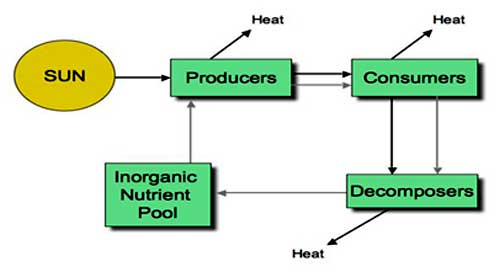 Heat
Heat
SUN
Producers
Consumers
Inorganic
Nutrient
Pool
Decomposers
Heat